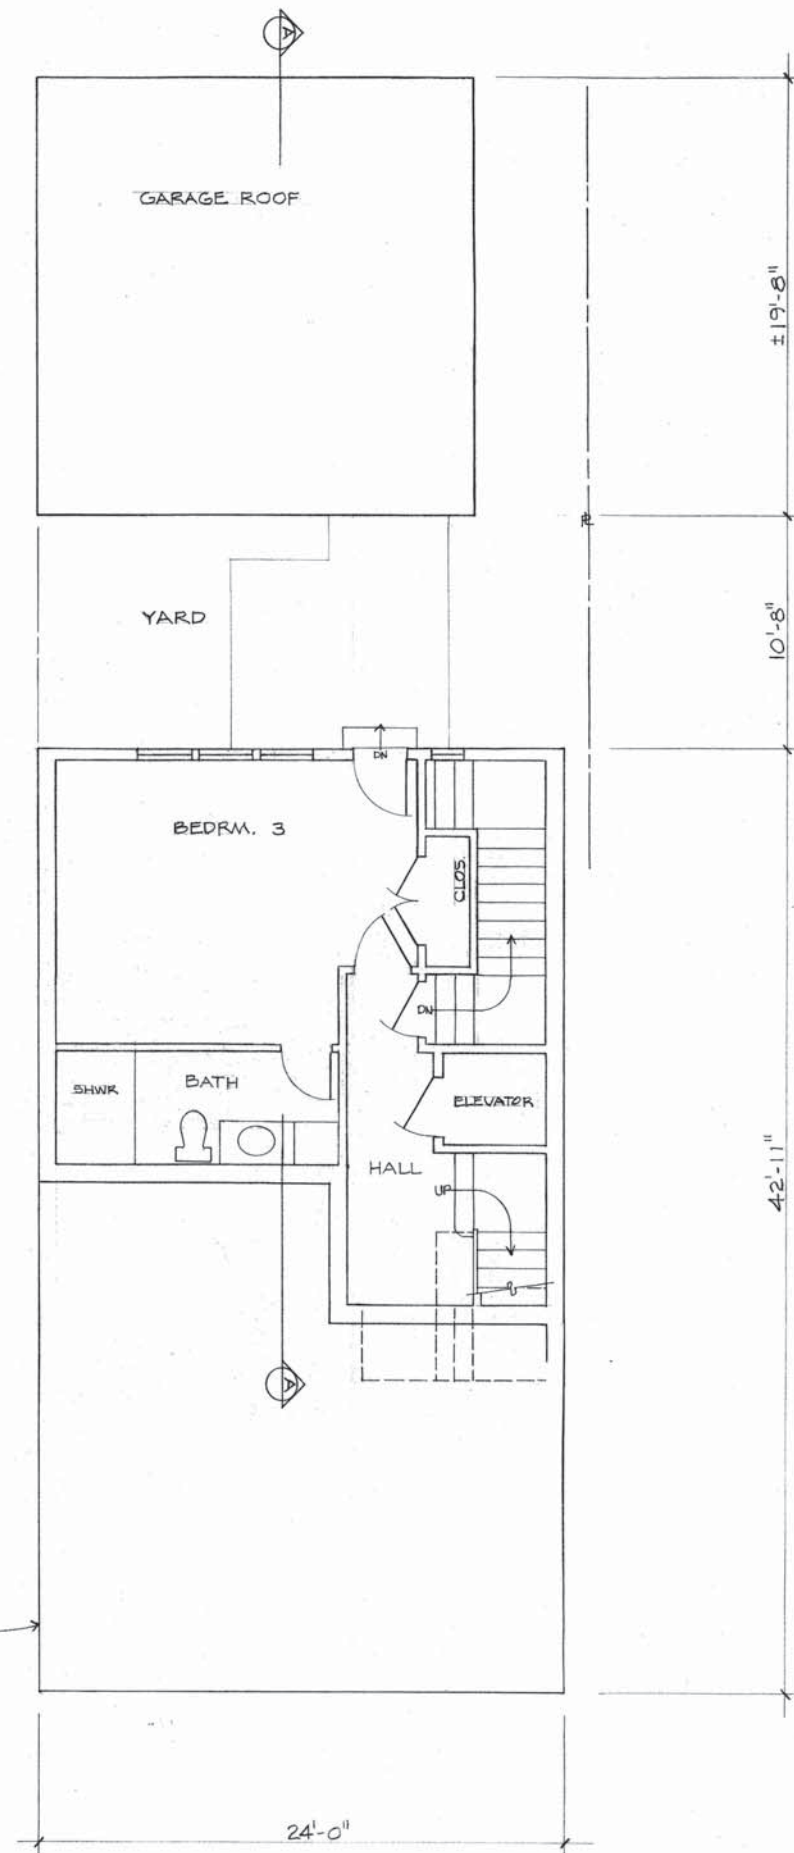 A
GARAGE ROOF
±19'-8"
PL
YARD
10'-8"
DN
BEDRM. 3
CLOS.
DN
SHWR
BATH
ELEVATOR
HALL
UP
42'-11"
A
24'-0"